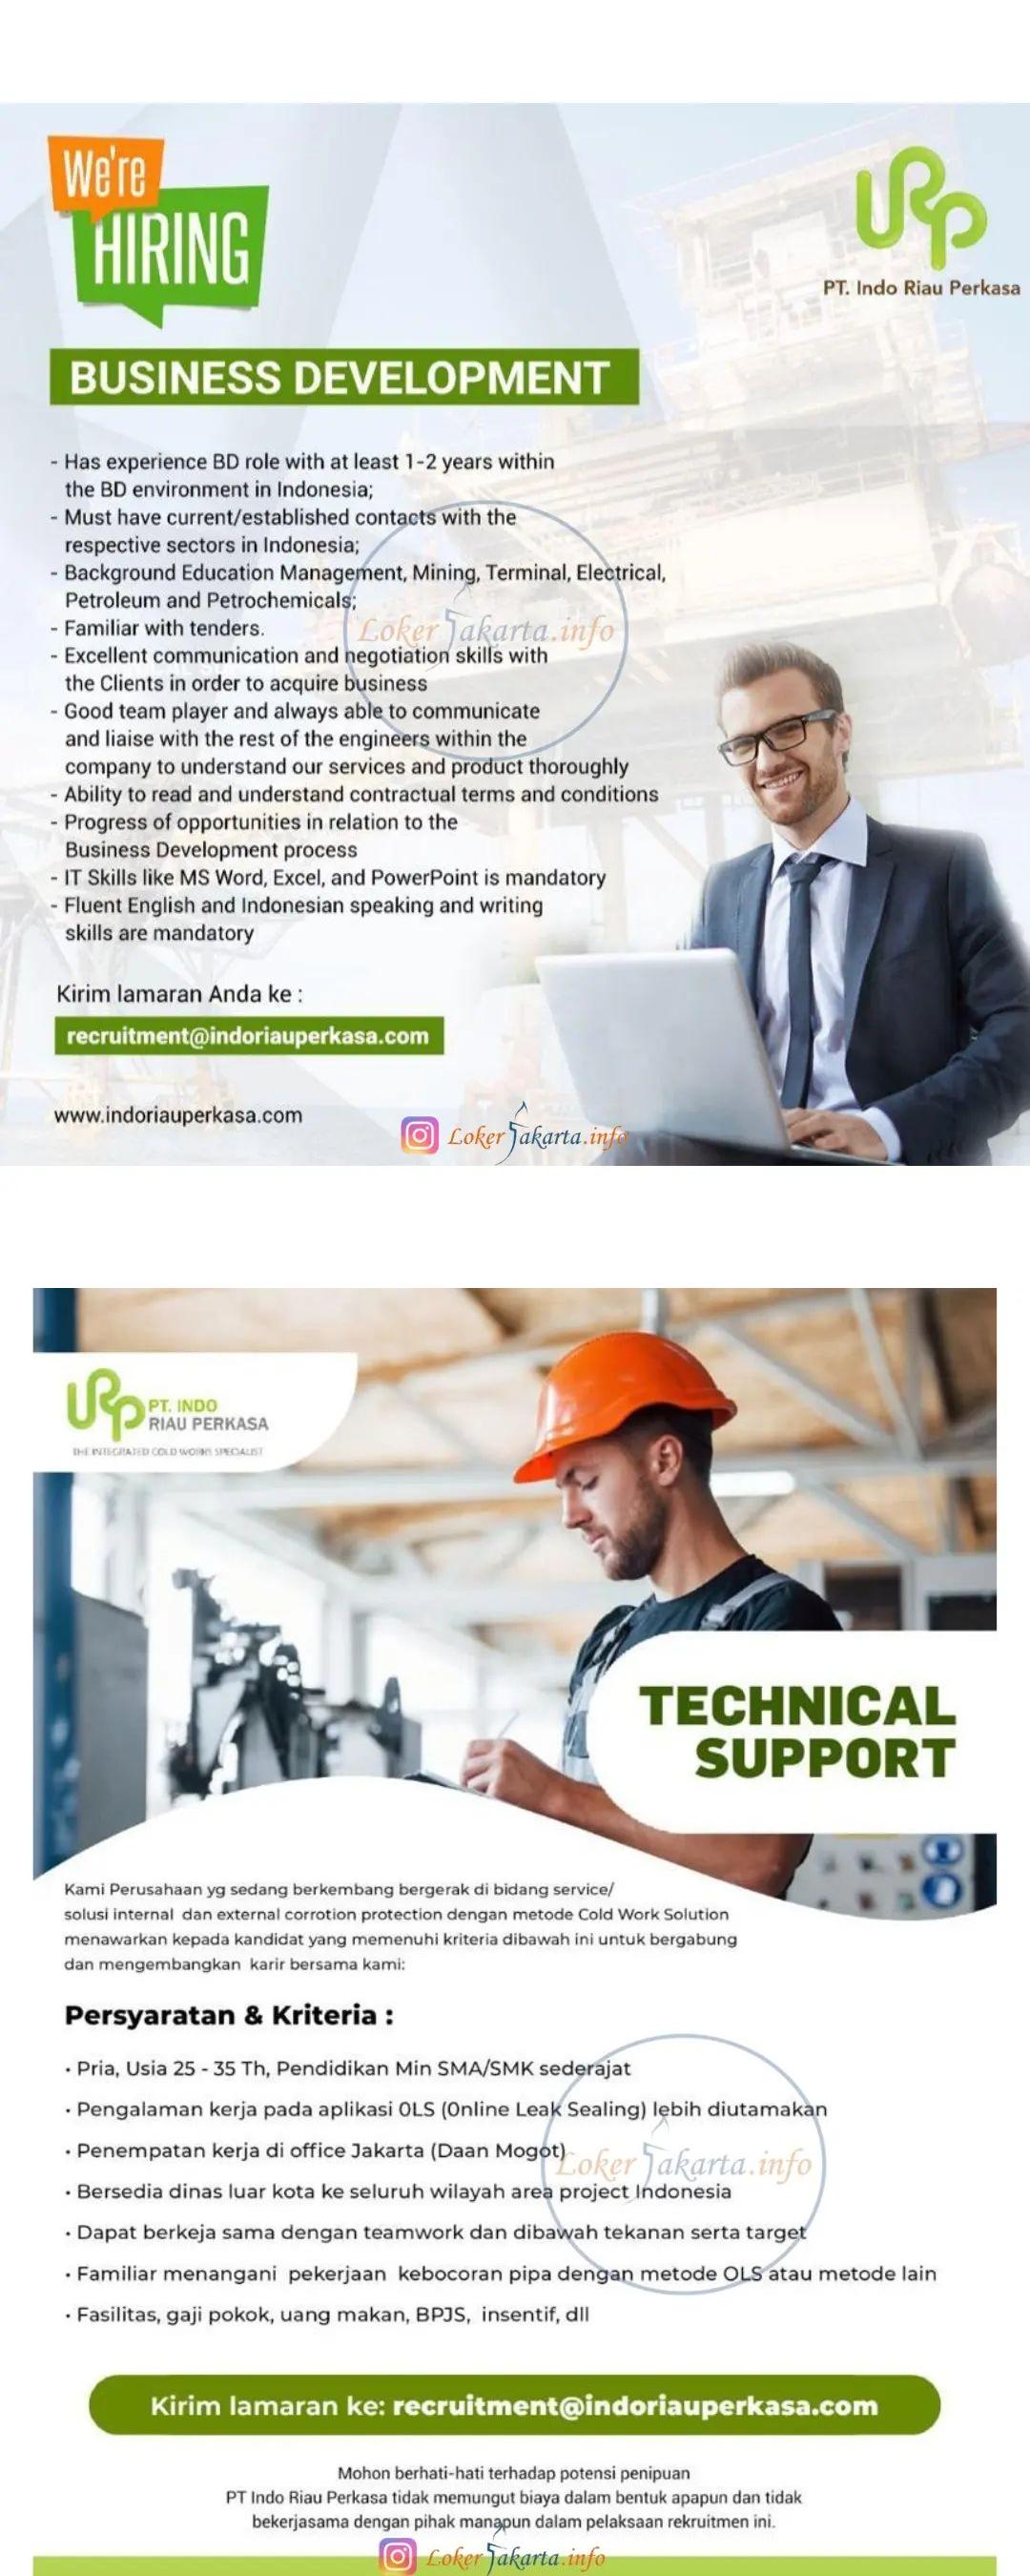 We're
HIRING
PT. Indo Riau Perkasa
BUSINESS DEVELOPMENT
- Has experience BD role with at least 1-2 years within
the BD environment in Indonesia;
- Must have current/established contacts with the
respective sectors in Indonesia;
- Background Education Management, Mining, Terminal, Electrical,
Petroleum and Petrochemicals;
- Familiar with tenders.
Loker Jakarta.info
- Excellent communication and negotiation skills with
the Clients in order to acquire business
- Good team player and always able to communicate
and liaise with the rest of the engineers within the
company to understand our services and product thoroughly
- Ability to read and understand contractual terms and conditions
- Progress of opportunities in relation to the
Business Development process
- IT Skills like MS Word, Excel, and PowerPoint is mandatory
- Fluent English and Indonesian speaking and writing
skills are mandatory
Kirim lamaran Anda ke :
recruitment@indoriauperkasa.com
www.indoriauperkasa.com
Loker Jakarta.info
PT. INDO
RIAU PERKASA
THE INTEGRATED COLD WORKS SPECIALIST
TECHNICAL
SUPPORT
Kami Perusahaan yg sedang berkembang bergerak di bidang service/
solusi internal dan external corrotion protection dengan metode Cold Work Solution
menawarkan kepada kandidat yang memenuhi kriteria dibawah ini untuk bergabung
dan mengembangkan karir bersama kami:
Persyaratan & Kriteria :
• Pria, Usia 25 - 35 Th, Pendidikan Min SMA/SMK sederajat
• Pengalaman kerja pada aplikasi 0LS (0nline Leak Sealing) lebih diutamakan
• Penempatan kerja di office Jakarta (Daan Mogot)
Loker Jakarta.info
• Bersedia dinas luar kota ke seluruh wilayah area project Indonesia
• Dapat berkeja sama dengan teamwork dan dibawah tekanan serta target
• Familiar menangani pekerjaan kebocoran pipa dengan metode OLS atau metode lain
• Fasilitas, gaji pokok, uang makan, BPJS, insentif, dll
Kirim lamaran ke: recruitment@indoriauperkasa.com
Mohon berhati-hati terhadap potensi penipuan
PT Indo Riau Perkasa tidak memungut biaya dalam bentuk apapun dan tidak
bekerjasama dengan pihak manapun dalam pelaksaan rekruitmen ini.
Loker Jakarta.info